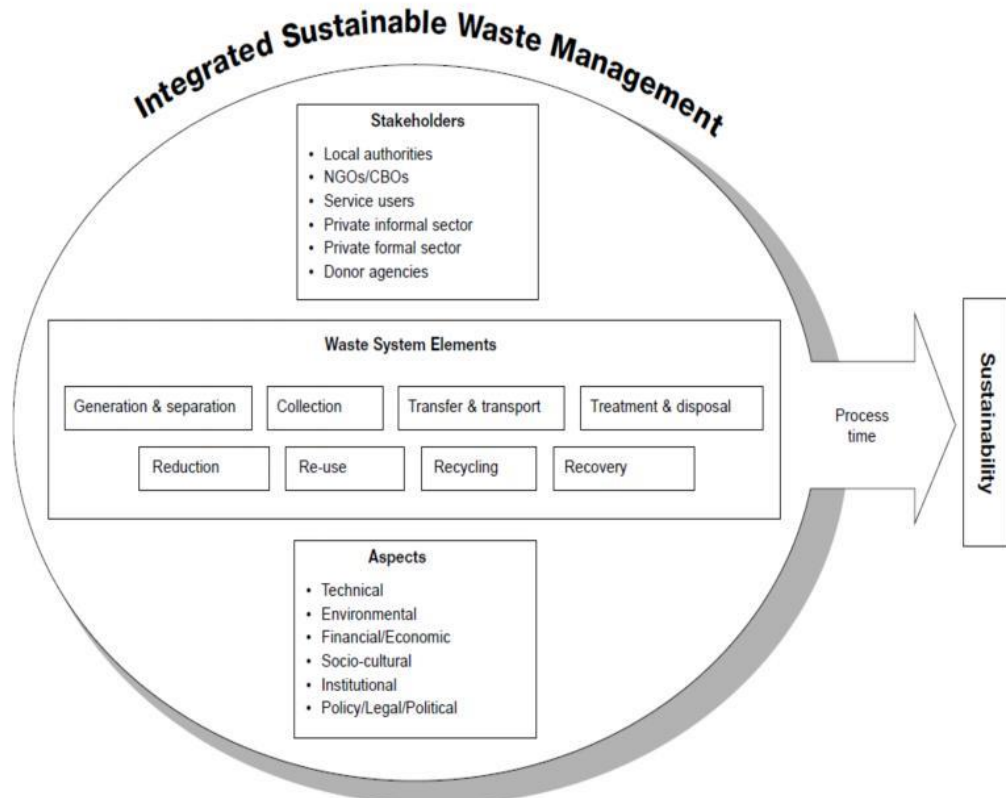 Integrated Sustainable Waste Management
Stakeholders
• Local authorities
• NGOs/CBOs
• Service users
• Private informal sector
• Private formal sector
• Donor agencies
Waste System Elements
Generation & separation
Collection
Transfer & transport
Treatment & disposal
Reduction
Re-use
Recycling
Recovery
Process
time
Sustainability
Aspects
• Technical
• Environmental
• Financial/Economic
• Socio-cultural
• Institutional
• Policy/Legal/Political